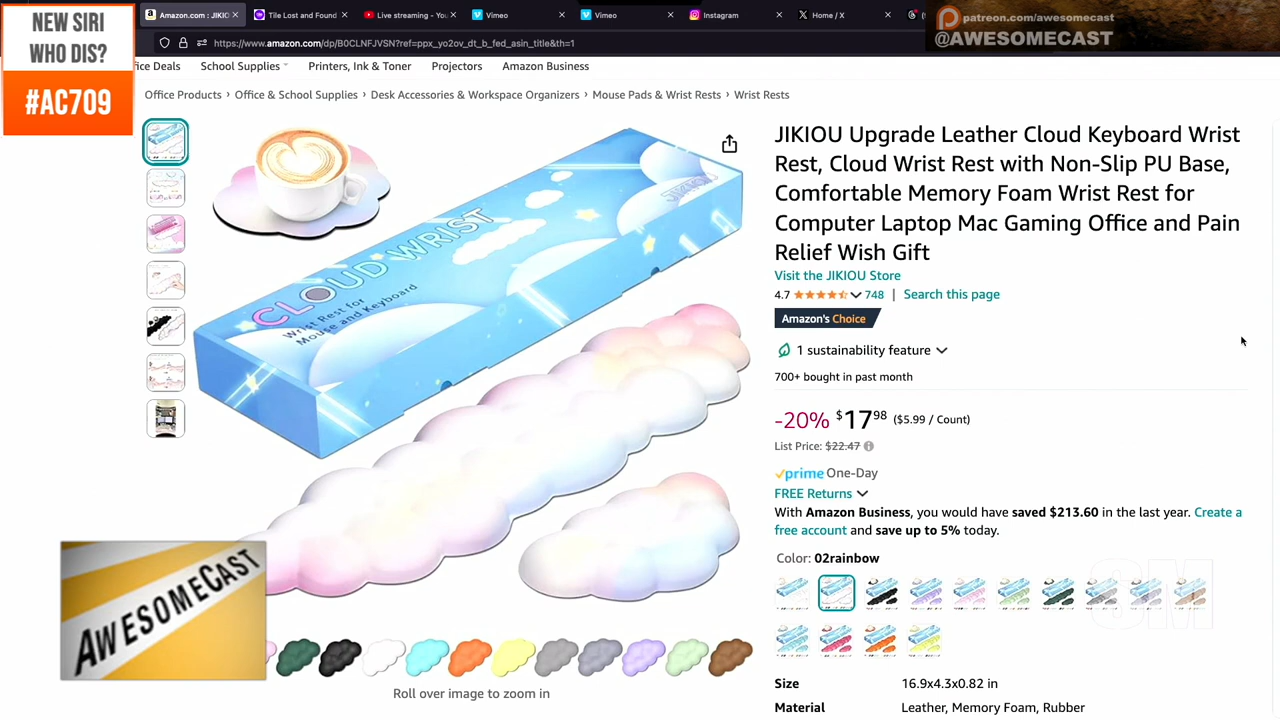 NEW SIRI
WHO DIS?
#AC709
Amazon.com : JIKIO
Tile Lost and Found
Live streaming - You
Vimeo
Vimeo
Instagram
Home / X
patreon.com/awesomecast
@AWESOMECAST
https://www.amazon.com/dp/B0CLNFJVSN?ref=ppx_yo2ov_dt_b_fed_asin_title&th=1
ice Deals School Supplies Printers, Ink & Toner Projectors Amazon Business
Office Products › Office & School Supplies › Desk Accessories & Workspace Organizers › Mouse Pads & Wrist Rests › Wrist Rests
JIKIOU
CLOUD WRIST
Wrist Rest for
Mouse and Keyboard
JIKIOU Upgrade Leather Cloud Keyboard Wrist
Rest, Cloud Wrist Rest with Non-Slip PU Base,
Comfortable Memory Foam Wrist Rest for
Computer Laptop Mac Gaming Office and Pain
Relief Wish Gift
Visit the JIKIOU Store
4.7 748 | Search this page
Amazon's Choice
1 sustainability feature
700+ bought in past month
-20% $17.98 ($5.99 / Count)
List Price: $22.47
prime One-Day
FREE Returns
With Amazon Business, you would have saved $213.60 in the last year. Create a
free account and save up to 5% today.
Color: 02rainbow
SM
AWESOMECAST
Roll over image to zoom in
Size 16.9x4.3x0.82 in
Material Leather, Memory Foam, Rubber